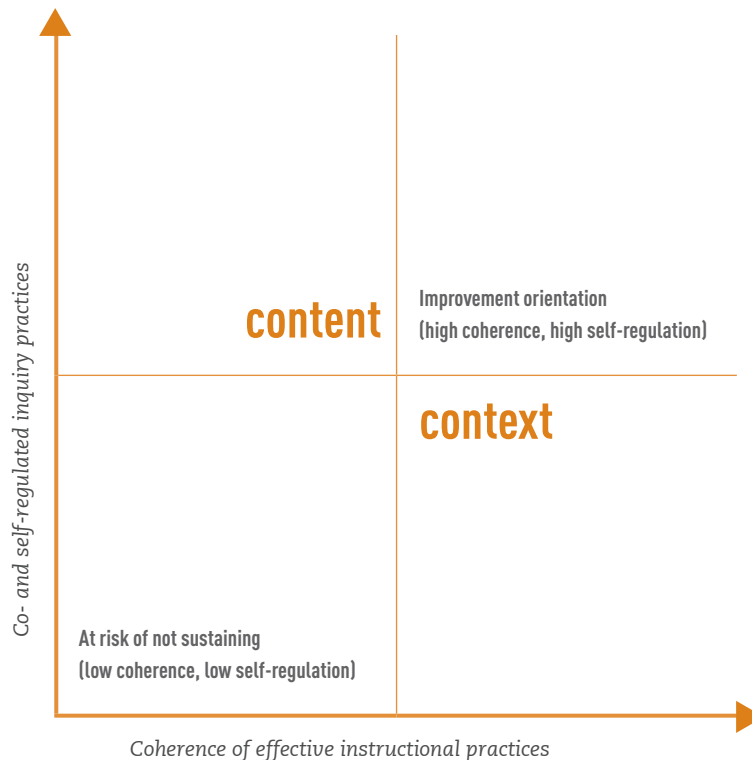 Co- and self-regulated inquiry practices
content
Improvement orientation
(high coherence, high self-regulation)
context
At risk of not sustaining
(low coherence, low self-regulation)
Coherence of effective instructional practices